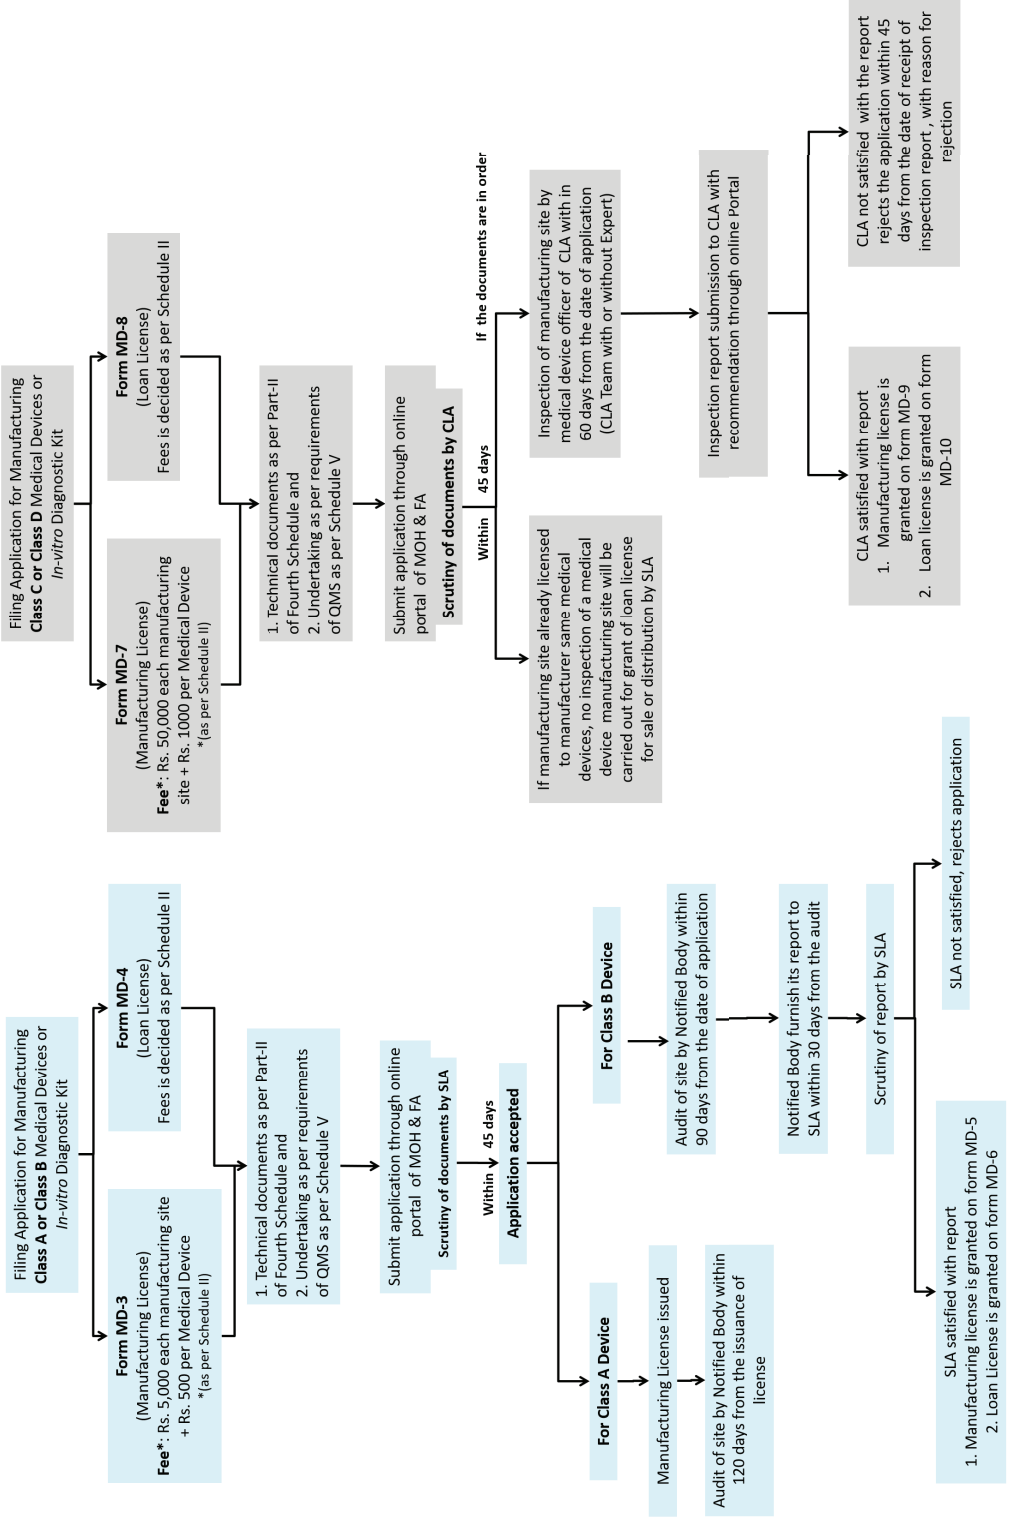 Filing Application for Manufacturing
Class A or Class B Medical Devices or
In-vitro Diagnostic Kit
Form MD-3
(Manufacturing License)
Fee*: Rs. 5,000 each manufacturing site
+ Rs. 500 per Medical Device
*(as per Schedule II)
Form MD-4
(Loan License)
Fees is decided as per Schedule II
1. Technical documents as per Part-II
of Fourth Schedule and
2. Undertaking as per requirements
of QMS as per Schedule V
Submit application through online
portal of MOH & FA
Scrutiny of documents by SLA
Within 45 days
Application accepted
For Class A Device
Manufacturing License issued
Audit of site by Notified Body within
120 days from the issuance of
license
For Class B Device
Audit of site by Notified Body within
90 days from the date of application
Notified Body furnish its report to
SLA within 30 days from the audit
Scrutiny of report by SLA
SLA satisfied with report
1. Manufacturing license is granted on form MD-5
2. Loan License is granted on form MD-6
SLA not satisfied, rejects application
Filing Application for Manufacturing
Class C or Class D Medical Devices or
In-vitro Diagnostic Kit
Form MD-7
(Manufacturing License)
Fee*: Rs. 50,000 each manufacturing
site + Rs. 1000 per Medical Device
*(as per Schedule II)
Form MD-8
(Loan License)
Fees is decided as per Schedule II
1. Technical documents as per Part-II
of Fourth Schedule and
2. Undertaking as per requirements
of QMS as per Schedule V
Submit application through online
portal of MOH & FA
Scrutiny of documents by CLA
Within 45 days
If the documents are in order
If manufacturing site already licensed
to manufacturer same medical
devices, no inspection of a medical
device manufacturing site will be
carried out for grant of loan license
for sale or distribution by SLA
Inspection of manufacturing site by
medical device officer of CLA with in
60 days from the date of application
(CLA Team with or without Expert)
Inspection report submission to CLA with
recommendation through online Portal
CLA satisfied with report
1. Manufacturing license is
granted on form MD-9
2. Loan license is granted on form
MD-10
CLA not satisfied with the report
rejects the application within 45
days from the date of receipt of
inspection report , with reason for
rejection